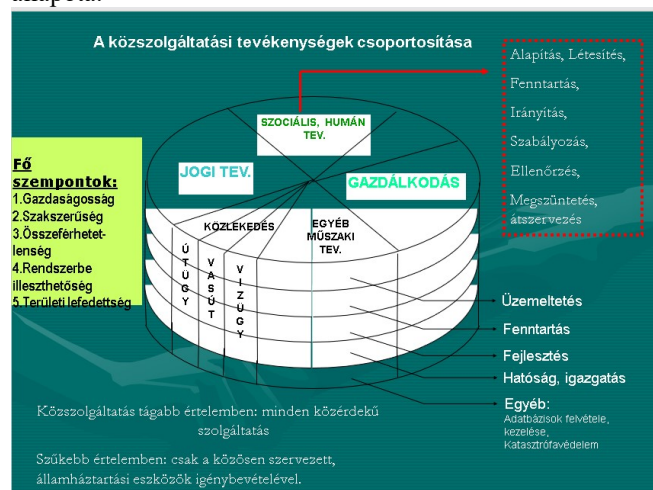 A közszolgáltatási tevékenységek csoportosítása
Alapítás, Létesítés,
Fenntartás,
Irányítás,
Szabályozás,
Ellenőrzés,
Megszüntetés,
átszervezés
SZOCIÁLIS, HUMÁN
TEV.
JOGI TEV.
GAZDÁLKODÁS
Fő
szempontok:
1.Gazdaságosság
2.Szakszerűség
3.Összeférhetet-
lenség
4.Rendszerbe
illeszthetőség
5.Területi lefedettség
KÖZLEKEDÉS
EGYÉB
MŰSZAKI
TEV.
ÚTÜGY
VASÚT
VIZÜGY
Üzemeltetés
Fenntartás
Fejlesztés
Hatóság, igazgatás
Egyéb:
Adatbázisok felvétele,
kezelése,
Katasztrófavédelem
Közszolgáltatás tágabb értelemben: minden közérdekű
szolgáltatás
Szűkebb értelemben: csak a közösen szervezett,
államháztartási eszközök igénybevételével.